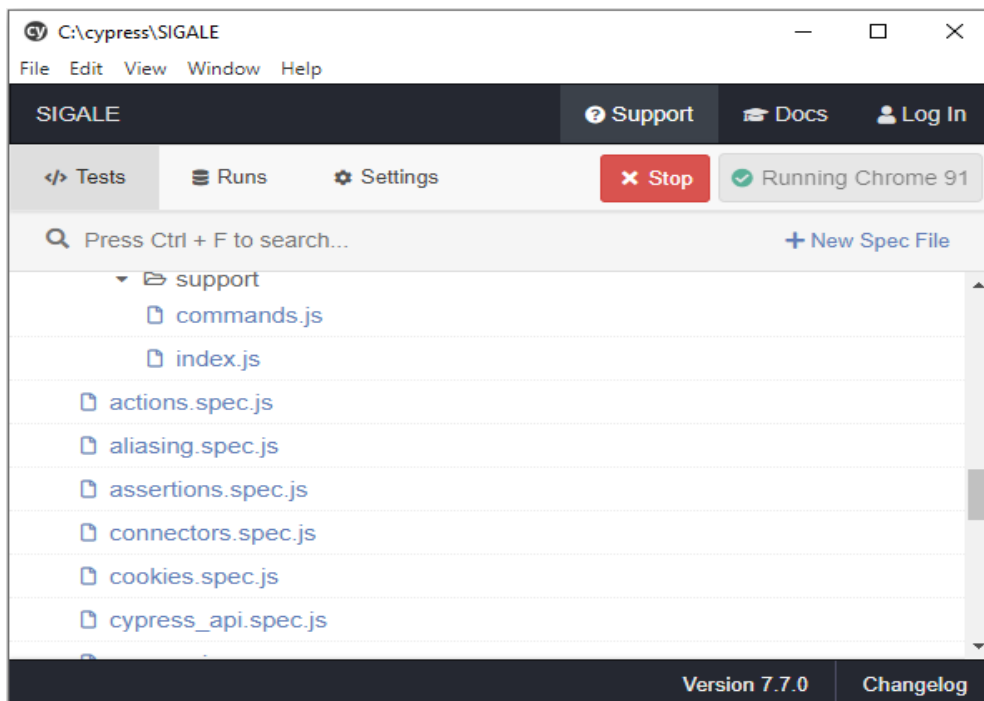 cy C:\cypress\SIGALE
File Edit View Window Help
SIGALE Support Docs Log In
</> Tests Runs Settings Stop Running Chrome 91
Press Ctrl + F to search... + New Spec File
support
commands.js
index.js
actions.spec.js
aliasing.spec.js
assertions.spec.js
connectors.spec.js
cookies.spec.js
cypress_api.spec.js
Version 7.7.0 Changelog